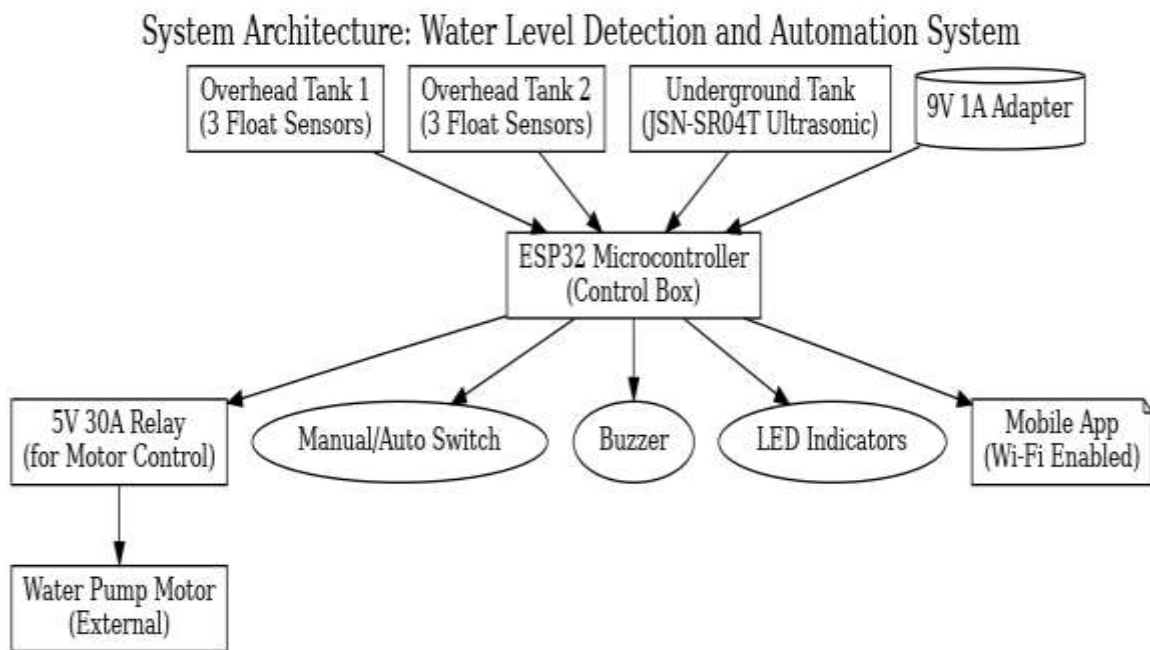 System Architecture: Water Level Detection and Automation System
Overhead Tank 1
(3 Float Sensors)
Overhead Tank 2
(3 Float Sensors)
Underground Tank
(JSN-SR04T Ultrasonic)
9V 1A Adapter
ESP32 Microcontroller
(Control Box)
5V 30A Relay
(for Motor Control)
Manual/Auto Switch
Buzzer
LED Indicators
Mobile App
(Wi-Fi Enabled)
Water Pump Motor
(External)